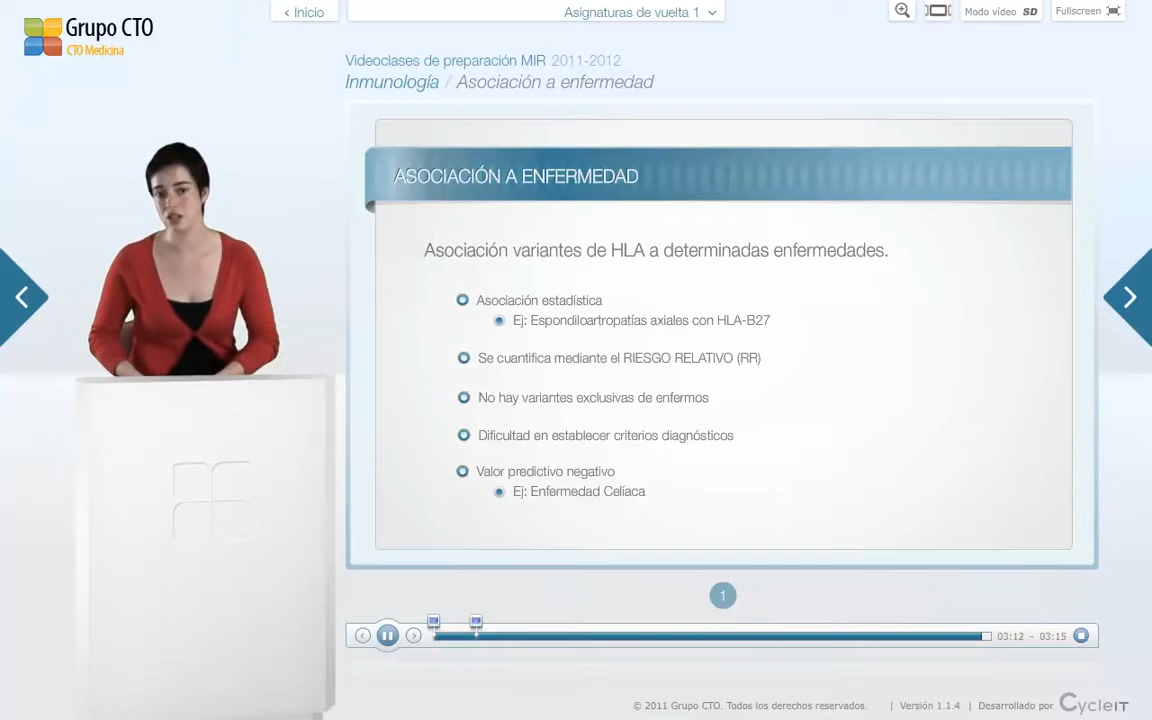 Grupo CTO
CTO Medicina
‹ Inicio
Asignaturas de vuelta 1
Modo vídeo SD
Fullscreen
Videoclases de preparación MIR 2011-2012
Inmunología / Asociación a enfermedad
ASOCIACIÓN A ENFERMEDAD
Asociación variantes de HLA a determinadas enfermedades.
Asociación estadística
Ej: Espondiloartropatías axiales con HLA-B27
Se cuantifica mediante el RIESGO RELATIVO (RR)
No hay variantes exclusivas de enfermos
Dificultad en establecer criterios diagnósticos
Valor predictivo negativo
Ej: Enfermedad Celíaca
1
03:12 - 03:15
© 2011 Grupo CTO. Todos los derechos reservados. | Versión 1.1.4 | Desarrollado por CycleIT